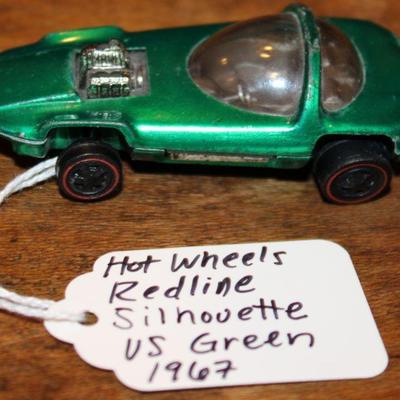 Hot Wheels
Redline
Silhouette
US Green
1967